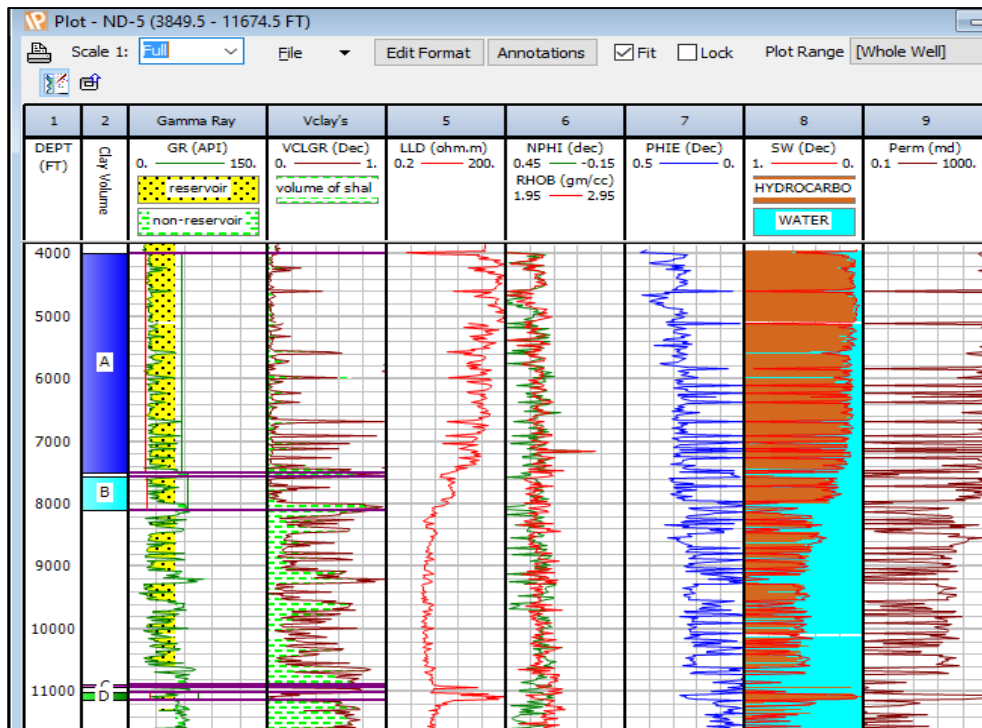 Plot - ND-5 (3849.5 - 11674.5 FT)
Scale 1: Full File Edit Format Annotations Fit Lock Plot Range [Whole Well]
1 2 Gamma Ray Vclay's 5 6 7 8 9
DEPT (FT)
Clay Volume
GR (API)
0. 150.
reservoir
non-reservoir
VCLGR (Dec)
0. 1.
volume of shal
LLD (ohm.m)
0.2 200.
NPHI (dec)
0.45 -0.15
RHOB (gm/cc)
1.95 2.95
PHIE (Dec)
0.5 0.
SW (Dec)
1. 0.
HYDROCARBO
WATER
Perm (md)
0.1 1000.
4000
5000
A
6000
7000
B
8000
9000
10000
C
11000 D